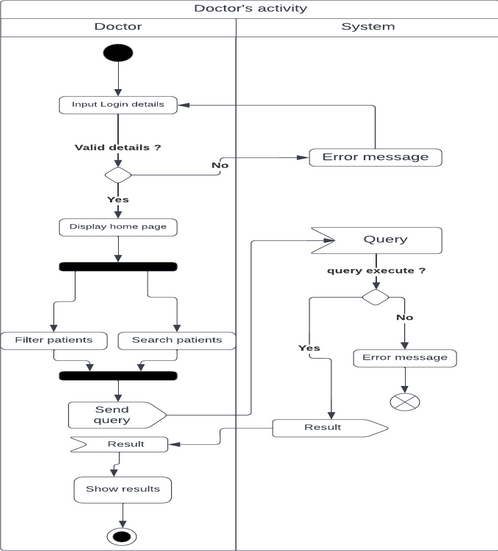 Doctor's activity
Doctor
System
Input Login details
Valid details ?
No
Error message
Yes
Display home page
Query
query execute ?
Filter patients
Search patients
No
Yes
Error message
Send
query
Result
Result
Show results